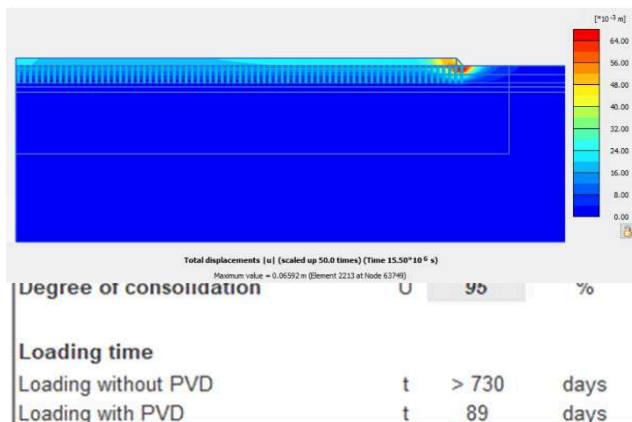 [*10⁻³ m]
64.00
56.00
48.00
40.00
32.00
24.00
16.00
8.00
0.00
Total displacements |u| (scaled up 50.0 times) (Time 15.50*10⁶ s)
Maximum value = 0.06592 m (Element 2213 at Node 63749)
Degree of consolidation U 95 %
Loading time
Loading without PVD t > 730 days
Loading with PVD t 89 days